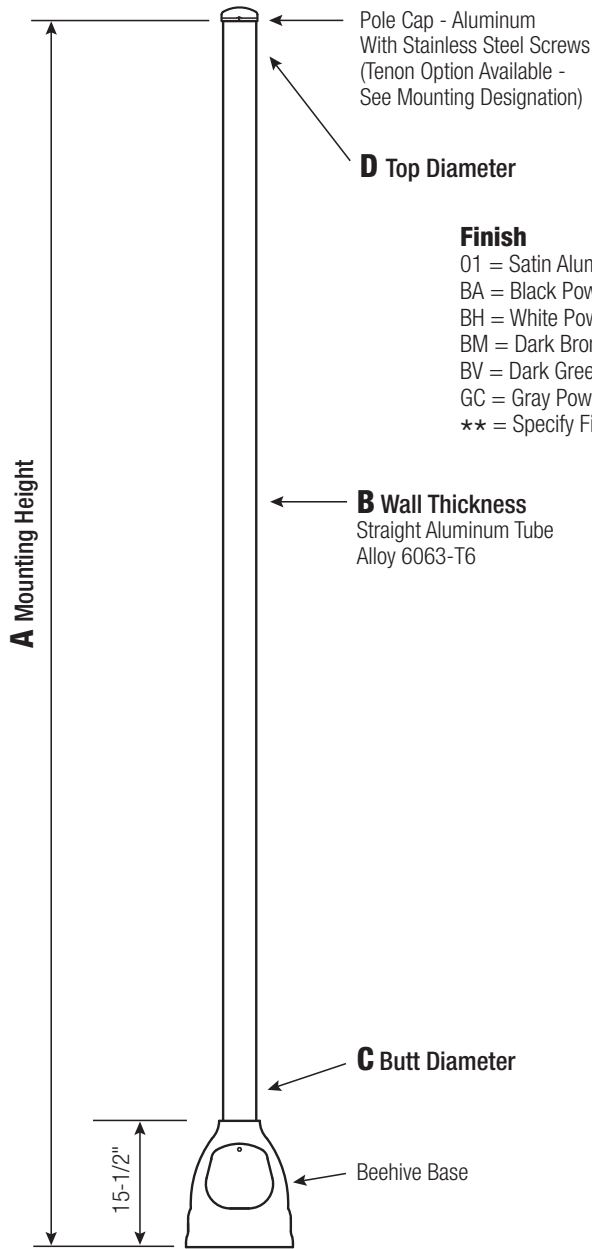 Pole Cap - Aluminum
With Stainless Steel Screws
(Tenon Option Available -
See Mounting Designation)
D Top Diameter
Finish
01 = Satin Alum
BA = Black Pow
BH = White Pow
BM = Dark Bron
BV = Dark Gree
GC = Gray Pow
** = Specify Fi
A Mounting Height
B Wall Thickness
Straight Aluminum Tube
Alloy 6063-T6
C Butt Diameter
15-1/2"
Beehive Base